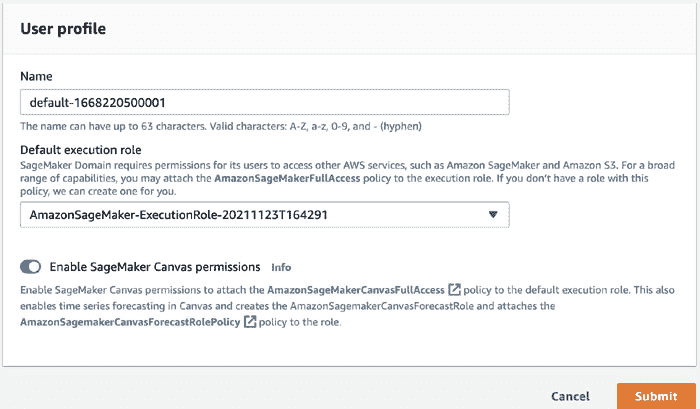 User profile
Name
default-1668220500001
The name can have up to 63 characters. Valid characters: A-Z, a-z, 0-9, and - (hyphen)
Default execution role
SageMaker Domain requires permissions for its users to access other AWS services, such as Amazon SageMaker and Amazon S3. For a broad
range of capabilities, you may attach the AmazonSageMakerFullAccess policy to the execution role. If you don't have a role with this
policy, we can create one for you.
AmazonSageMaker-ExecutionRole-20211123T164291
Enable SageMaker Canvas permissions Info
Enable SageMaker Canvas permissions to attach the AmazonSageMakerCanvasFullAccess policy to the default execution role. This also
enables time series forecasting in Canvas and creates the AmazonSagemakerCanvasForecastRole and attaches the
AmazonSagemakerCanvasForecastRolePolicy policy to the role.
Cancel Submit